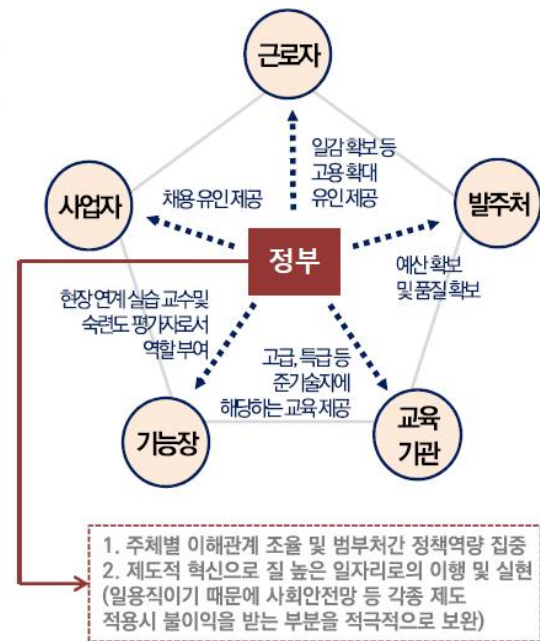 근로자
일감 확보 등
고용 확대
유인 제공
채용 유인 제공
사업자
발주처
정부
예산 확보
및 품질 확보
현장 연계 실습 교수및
숙련도 평가자로서
역할 부여
고급, 특급 등
준기술자에
해당하는 교육 제공
기능장
교육
기관
1. 주체별 이해관계 조율 및 범부처간 정책역량 집중
2. 제도적 혁신으로 질 높은 일자리로의 이행 및 실현
(일용직이기 때문에 사회안전망 등 각종 제도
적용시 불이익을 받는 부분을 적극적으로 보완)